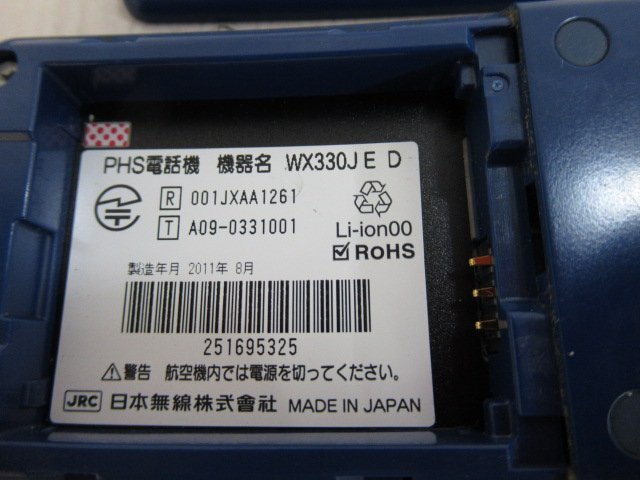 PHS電話機 機器名 WX330J E D
R 001JXAA1261
T A09-0331001
Li-ion00
RoHS
製造年月 2011年 8月
251695325
⚠警告 航空機内では電源を切ってください。
JRC 日本無線株式會社 MADE IN JAPAN